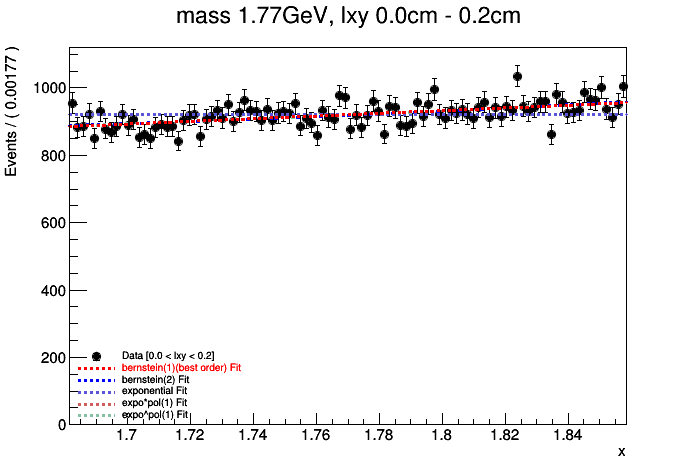 mass 1.77GeV, lxy 0.0cm - 0.2cm
Events / ( 0.00177 )
1000
800
600
400
200
0
Data [0.0 < lxy < 0.2]
bernstein(1)(best order) Fit
bernstein(2) Fit
exponential Fit
expo*pol(1) Fit
expo^pol(1) Fit
1.7 1.72 1.74 1.76 1.78 1.8 1.82 1.84
x